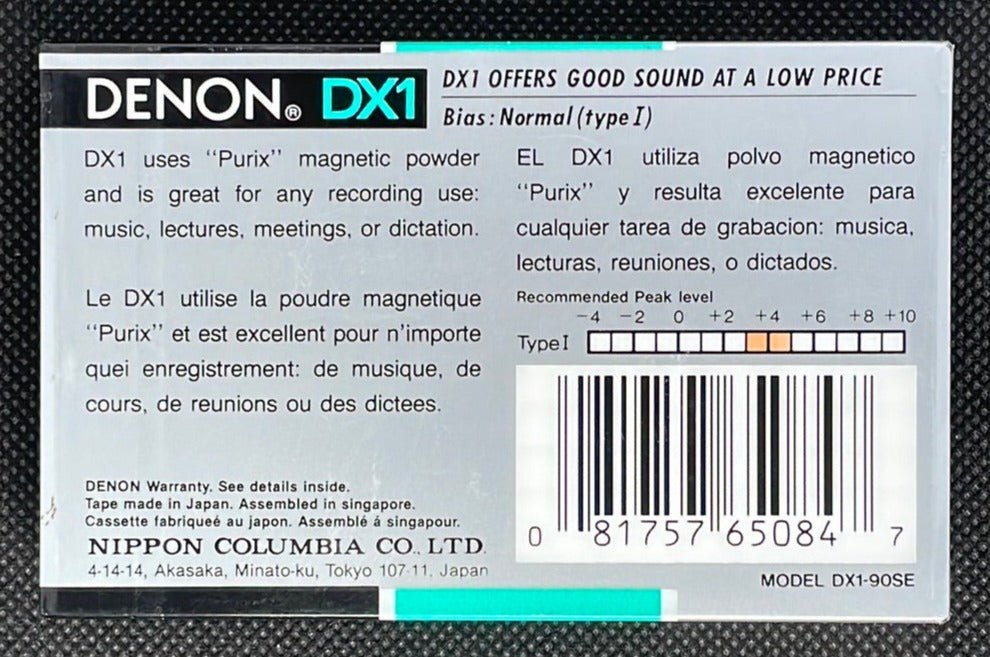 DENON® DX1
DX1 OFFERS GOOD SOUND AT A LOW PRICE
Bias: Normal (type I)
DX1 uses “Purix” magnetic powder
and is great for any recording use:
music, lectures, meetings, or dictation.
Le DX1 utilise la poudre magnetique
“Purix” et est excellent pour n'importe
quei enregistrement: de musique, de
cours, de reunions ou des dictees.
EL DX1 utiliza polvo magnetico
“Purix” y resulta excelente para
cualquier tarea de grabacion: musica,
lecturas, reuniones, o dictados.
Recommended Peak level
−4 −2 0 +2 +4 +6 +8 +10
Type I
DENON Warranty. See details inside.
Tape made in Japan. Assembled in singapore.
Cassette fabriqueé au japon. Assemblé á singapour.
NIPPON COLUMBIA CO., LTD.
4-14-14, Akasaka, Minato-ku, Tokyo 107-11, Japan
0 81757 65084 7
MODEL DX1-90SE